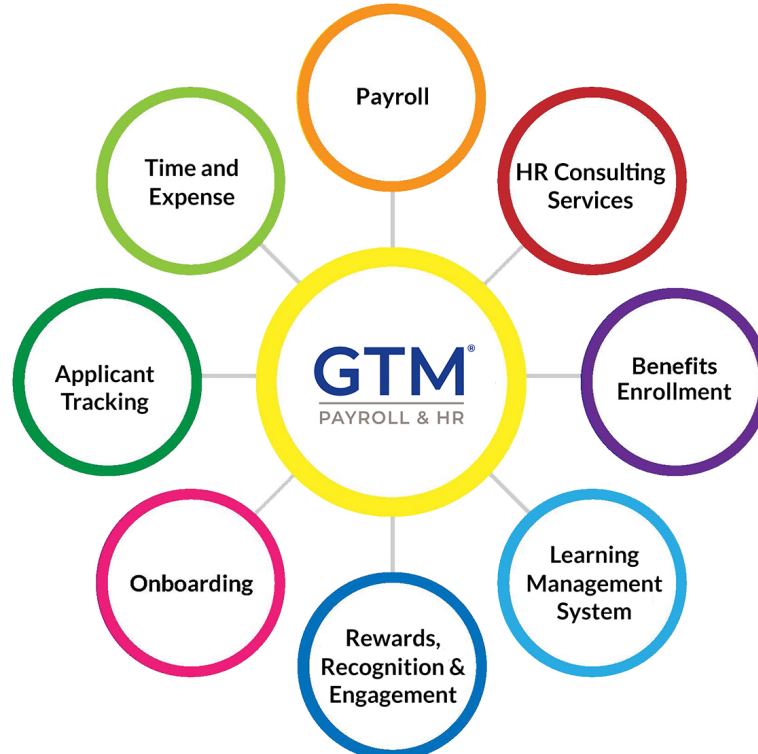 Payroll
HR Consulting
Services
Benefits
Enrollment
Learning
Management
System
Rewards,
Recognition &
Engagement
Onboarding
Applicant
Tracking
Time and
Expense
GTM®
PAYROLL & HR